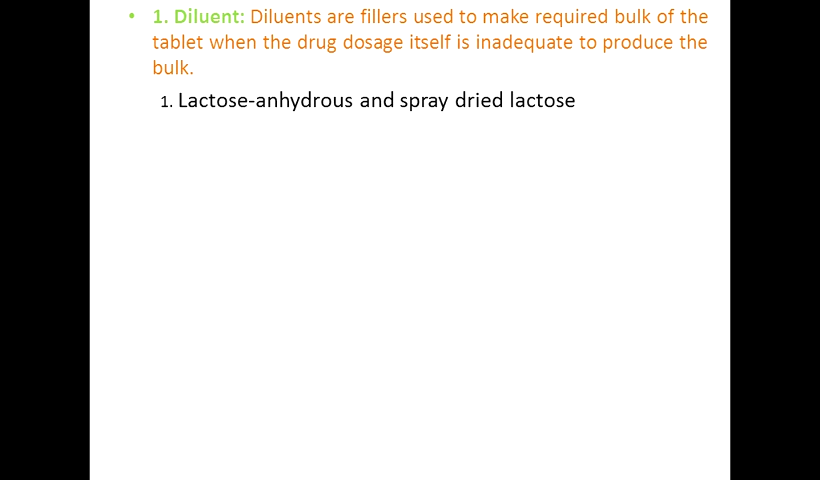 • 1. Diluent: Diluents are fillers used to make required bulk of the
tablet when the drug dosage itself is inadequate to produce the
bulk.
1. Lactose-anhydrous and spray dried lactose